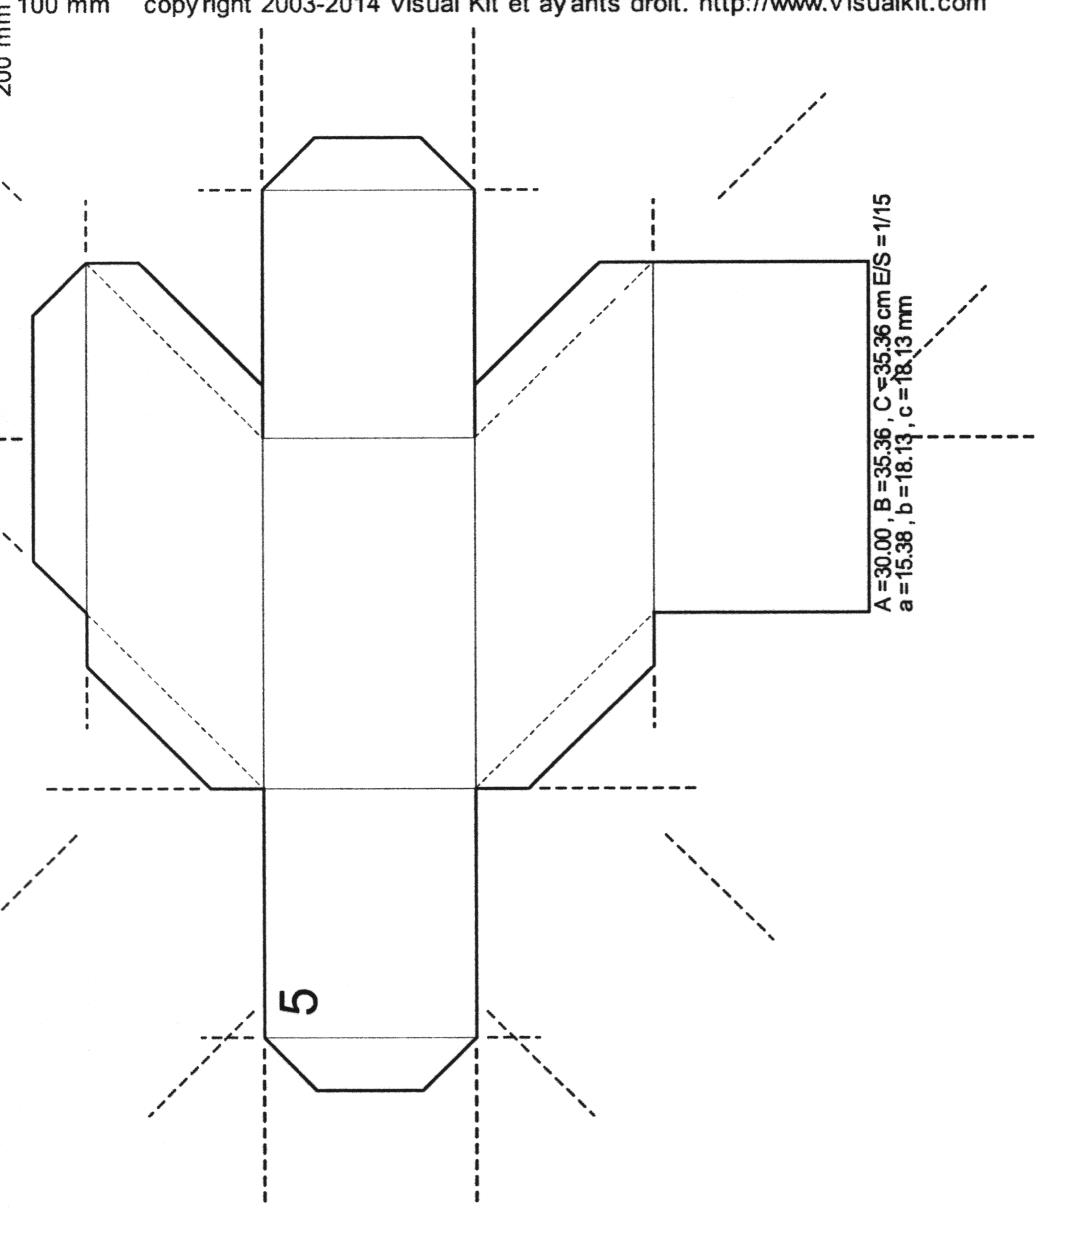 100 mm copyright 2003-2014 Visual Kit et ayants droit. http://www.visualkit.com
200 mm
A =30.00 , B =35.36 , C =35.36 cm E/S =1/15
a =15.38 , b =18.13 , c =18.13 mm
5